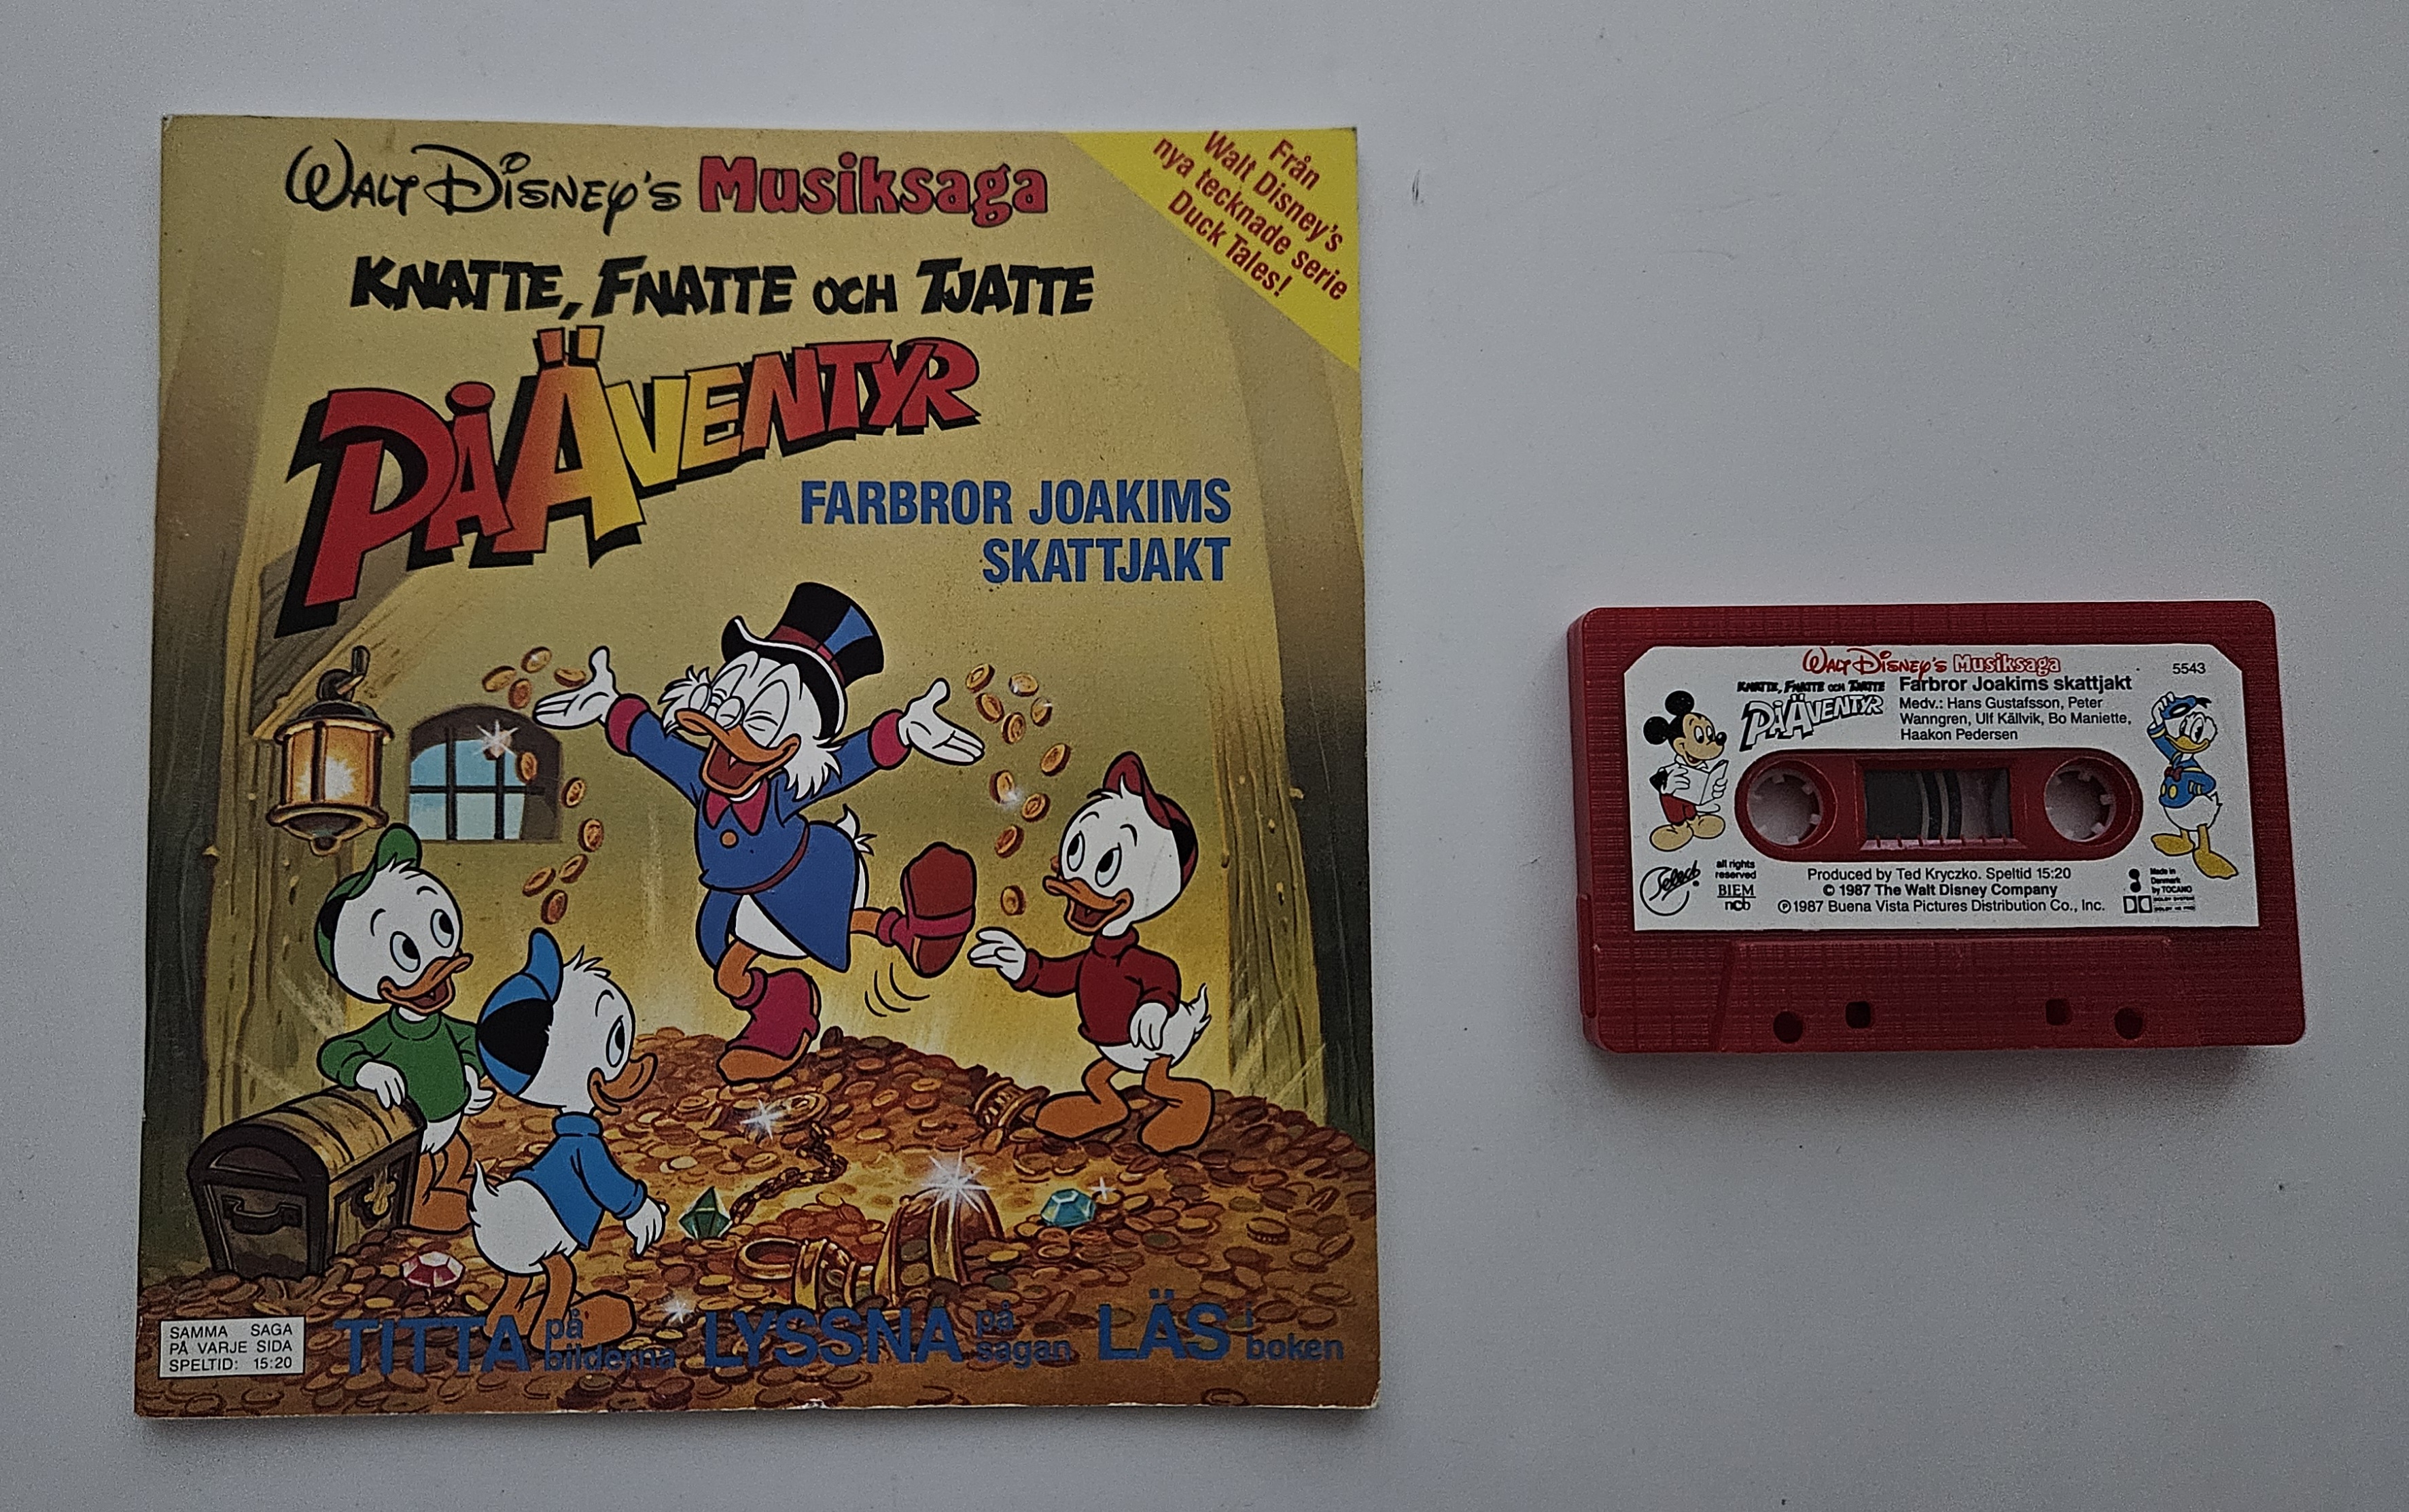 WALT DISNEY'S Musiksaga
Från
Walt Disney's
nya tecknade serie
Duck Tales!
KNATTE, FNATTE OCH TJATTE
PÅ ÄVENTYR
FARBROR JOAKIMS
SKATTJAKT
SAMMA SAGA
PÅ VARJE SIDA
SPELTID: 15:20
TITTA på bilderna LYSSNA på sagan LÄS i boken
WALT DISNEY'S Musiksaga
5543
KNATTE, FNATTE OCH TJATTE
PÅ ÄVENTYR
Farbror Joakims skattjakt
Medv.: Hans Gustafsson, Peter
Wanngren, Ulf Källvik, Bo Maniette,
Haakon Pedersen
Select
all rights
reserved
BIEM
ncb
Produced by Ted Kryczko. Speltid 15:20
© 1987 The Walt Disney Company
℗ 1987 Buena Vista Pictures Distribution Co., Inc.
Made in
Denmark
by TOCANO
DOLBY SYSTEM